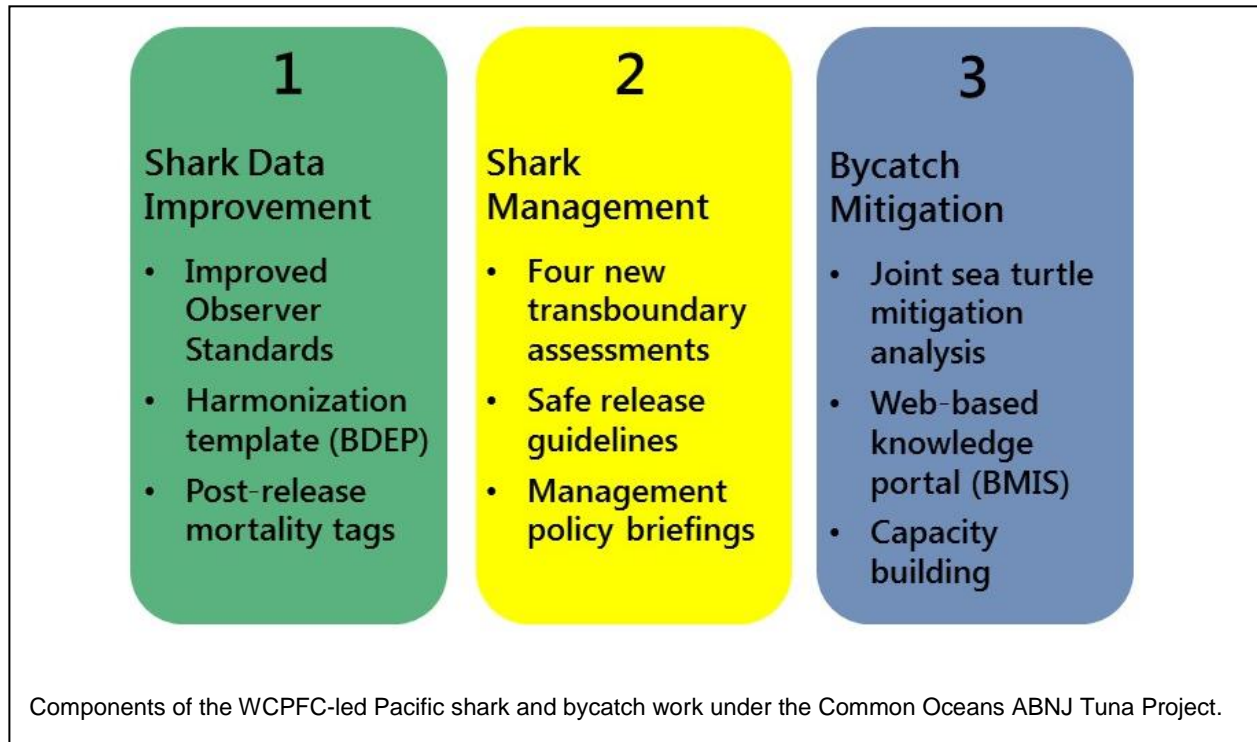 1
Shark Data
Improvement
• Improved
Observer
Standards
• Harmonization
template (BDEP)
• Post-release
mortality tags
2
Shark
Management
• Four new
transboundary
assessments
• Safe release
guidelines
• Management
policy briefings
3
Bycatch
Mitigation
• Joint sea turtle
mitigation
analysis
• Web-based
knowledge
portal (BMIS)
• Capacity
building
Components of the WCPFC-led Pacific shark and bycatch work under the Common Oceans ABNJ Tuna Project.